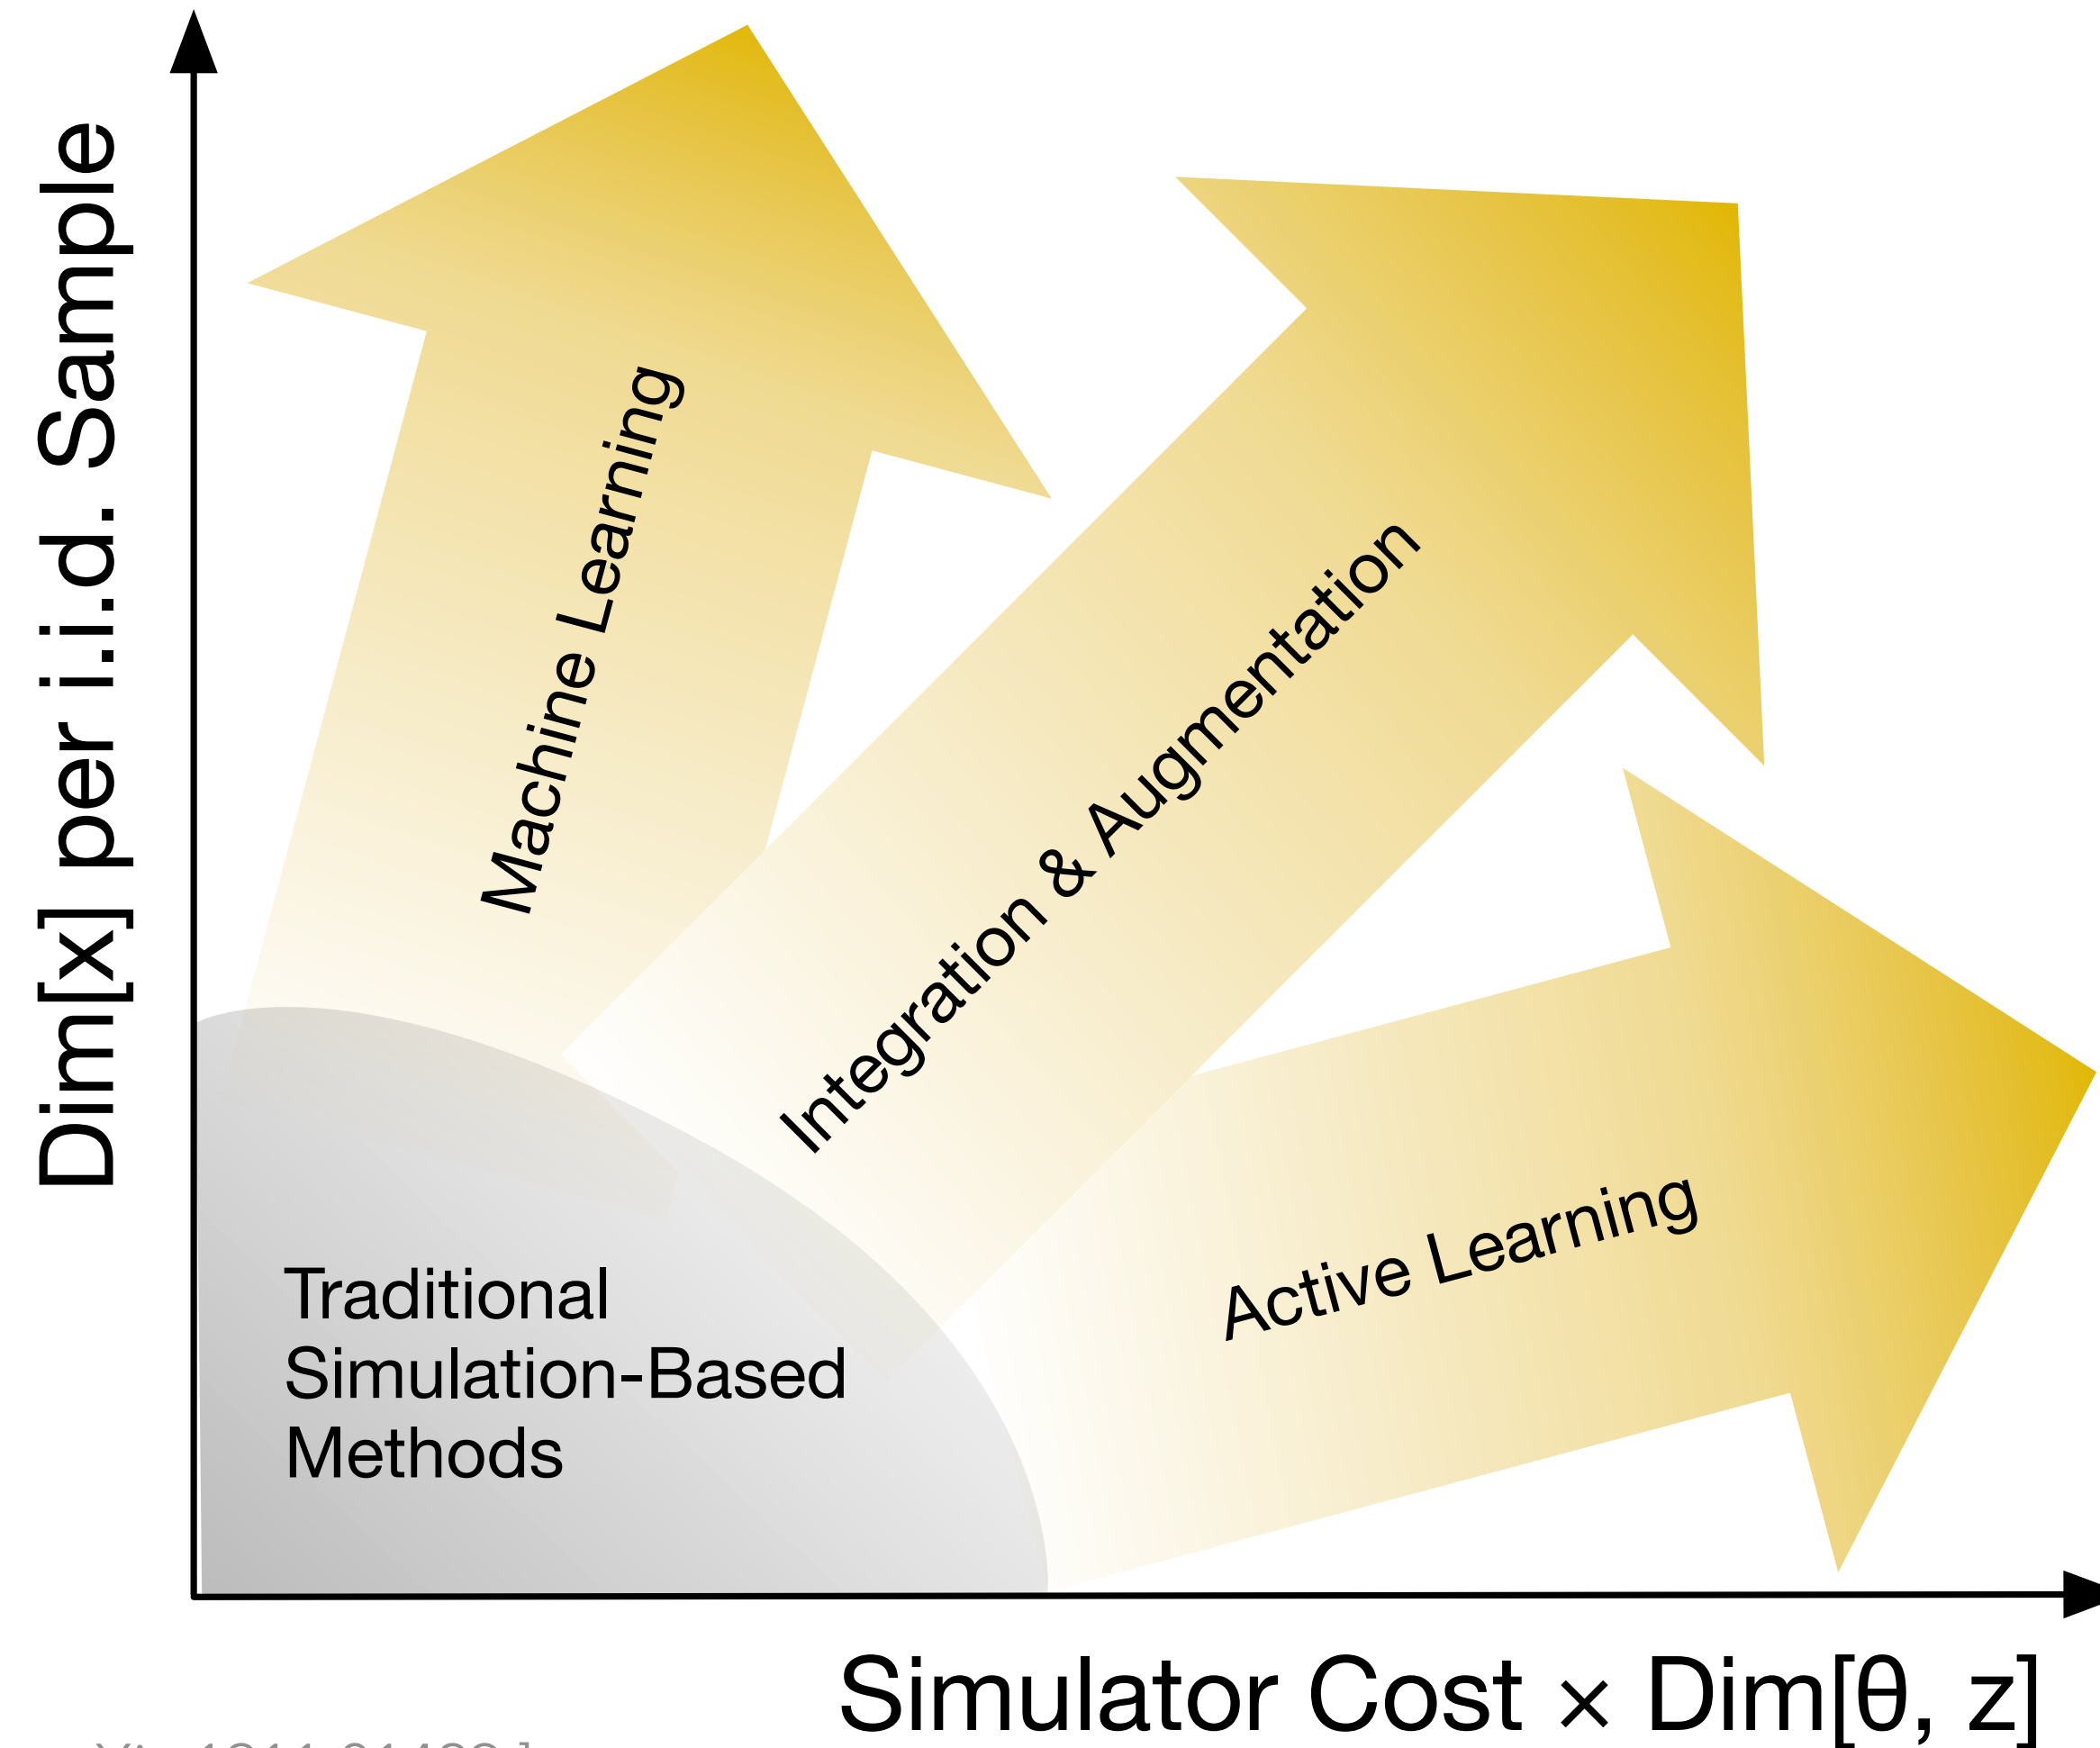 Dim[x] per i.i.d. Sample
Machine Learning
Integration & Augmentation
Active Learning
Traditional
Simulation-Based
Methods
Simulator Cost × Dim[θ, z]